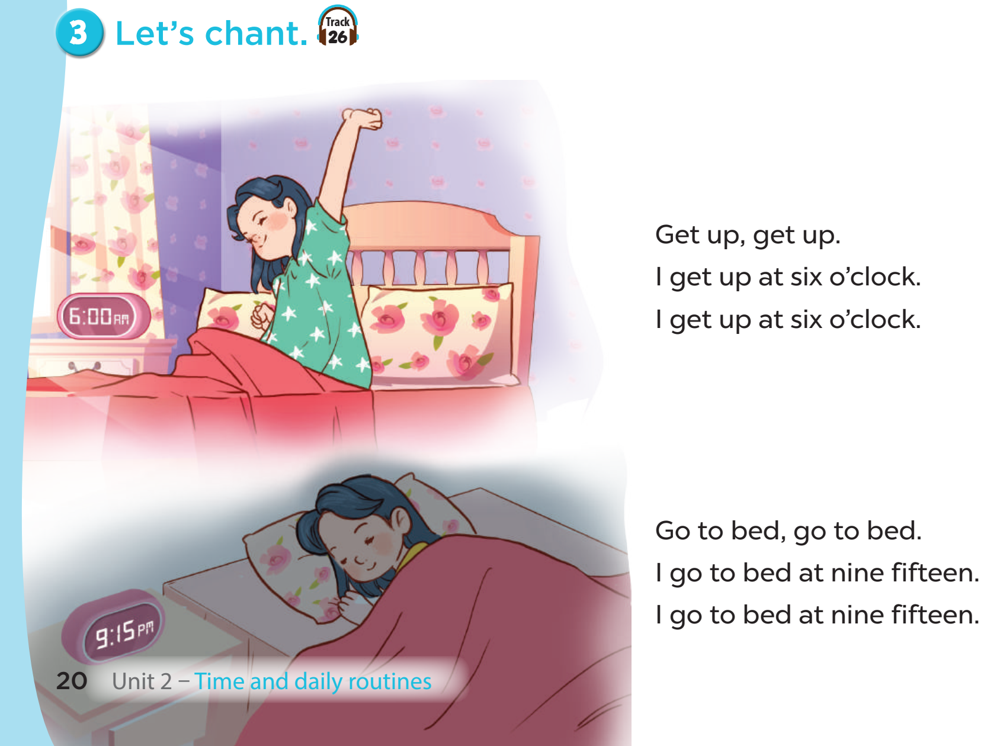 3 Let's chant. Track 26
6:00 AM
Get up, get up.
I get up at six o'clock.
I get up at six o'clock.
Go to bed, go to bed.
I go to bed at nine fifteen.
I go to bed at nine fifteen.
9:15 PM
20 Unit 2 – Time and daily routines